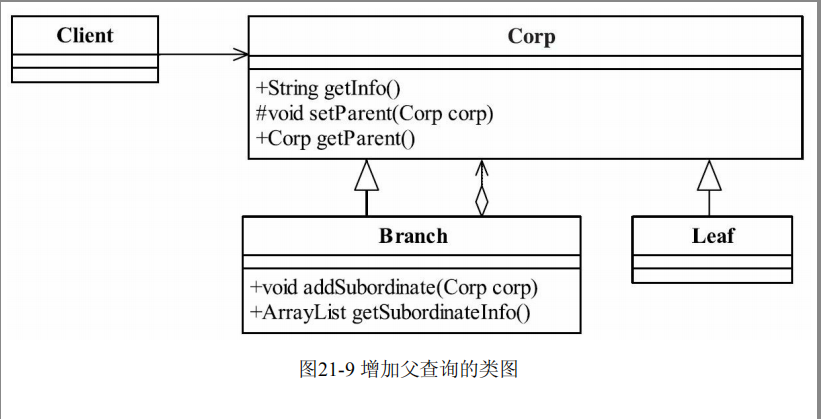 Client
Corp
+String getInfo()
#void setParent(Corp corp)
+Corp getParent()
Branch
Leaf
+void addSubordinate(Corp corp)
+ArrayList getSubordinateInfo()
图21-9 增加父查询的类图